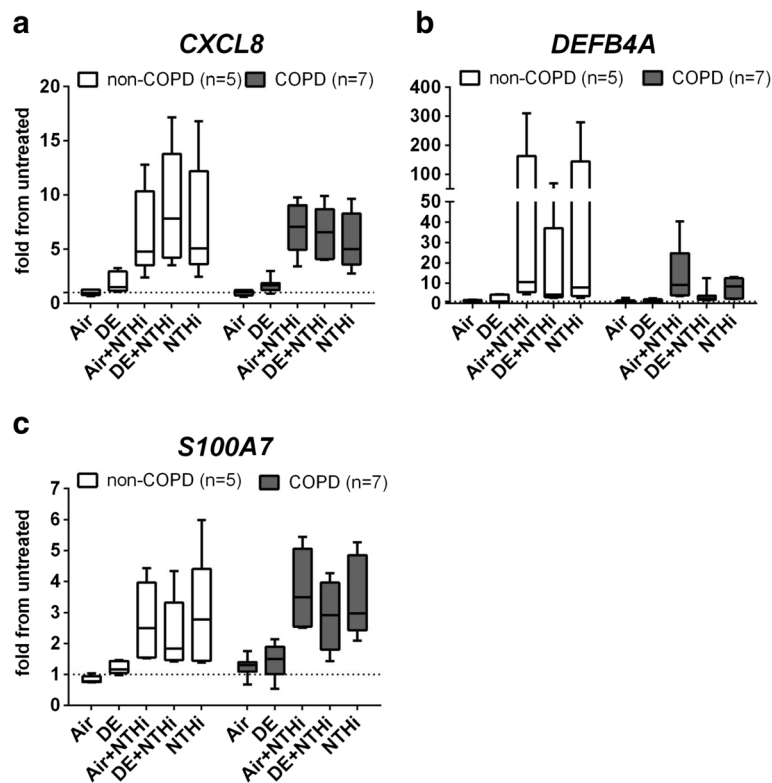 a
CXCL8
non-COPD (n=5) COPD (n=7)
fold from untreated
20
15
10
5
0
Air DE Air+NTHi DE+NTHi NTHi Air DE Air+NTHi DE+NTHi NTHi
b
DEFB4A
non-COPD (n=5) COPD (n=7)
400
300
200
100
50
40
30
20
10
1
0
Air DE Air+NTHi DE+NTHi NTHi Air DE Air+NTHi DE+NTHi NTHi
c
S100A7
non-COPD (n=5) COPD (n=7)
fold from untreated
7
6
5
4
3
2
1
0
Air DE Air+NTHi DE+NTHi NTHi Air DE Air+NTHi DE+NTHi NTHi